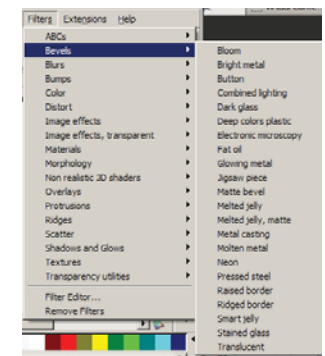 Filters Extensions Help
ABCs
Bevels
Blurs
Bumps
Color
Distort
Image effects
Image effects, transparent
Materials
Morphology
Non realistic 3D shaders
Overlays
Protrusions
Ridges
Scatter
Shadows and Glows
Textures
Transparency utilities
Filter Editor...
Remove Filters
Bloom
Bright metal
Button
Combined lighting
Dark glass
Deep colors plastic
Electronic microscopy
Fat oil
Glowing metal
Jigsaw piece
Matte bevel
Melted jelly
Melted jelly, matte
Metal casting
Molten metal
Neon
Pressed steel
Raised border
Ridged border
Smart jelly
Stained glass
Translucent